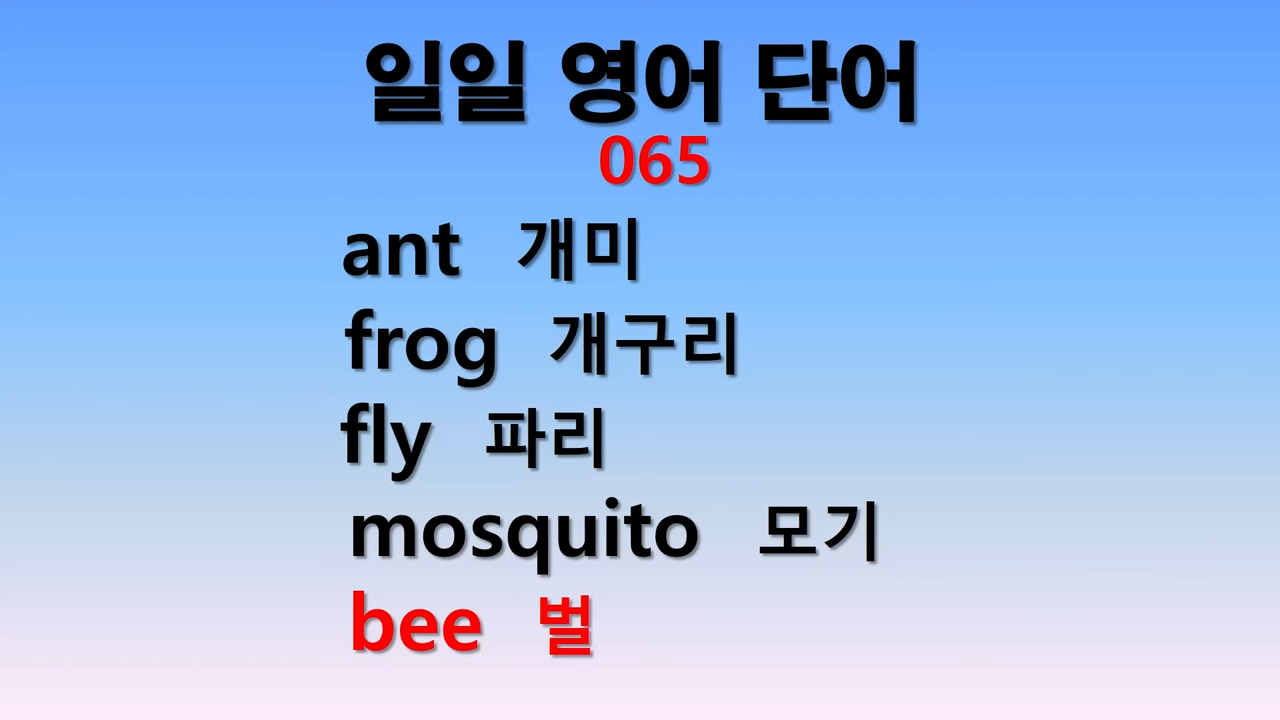 일일 영어 단어
065
ant 개미
frog 개구리
fly 파리
mosquito 모기
bee 벌